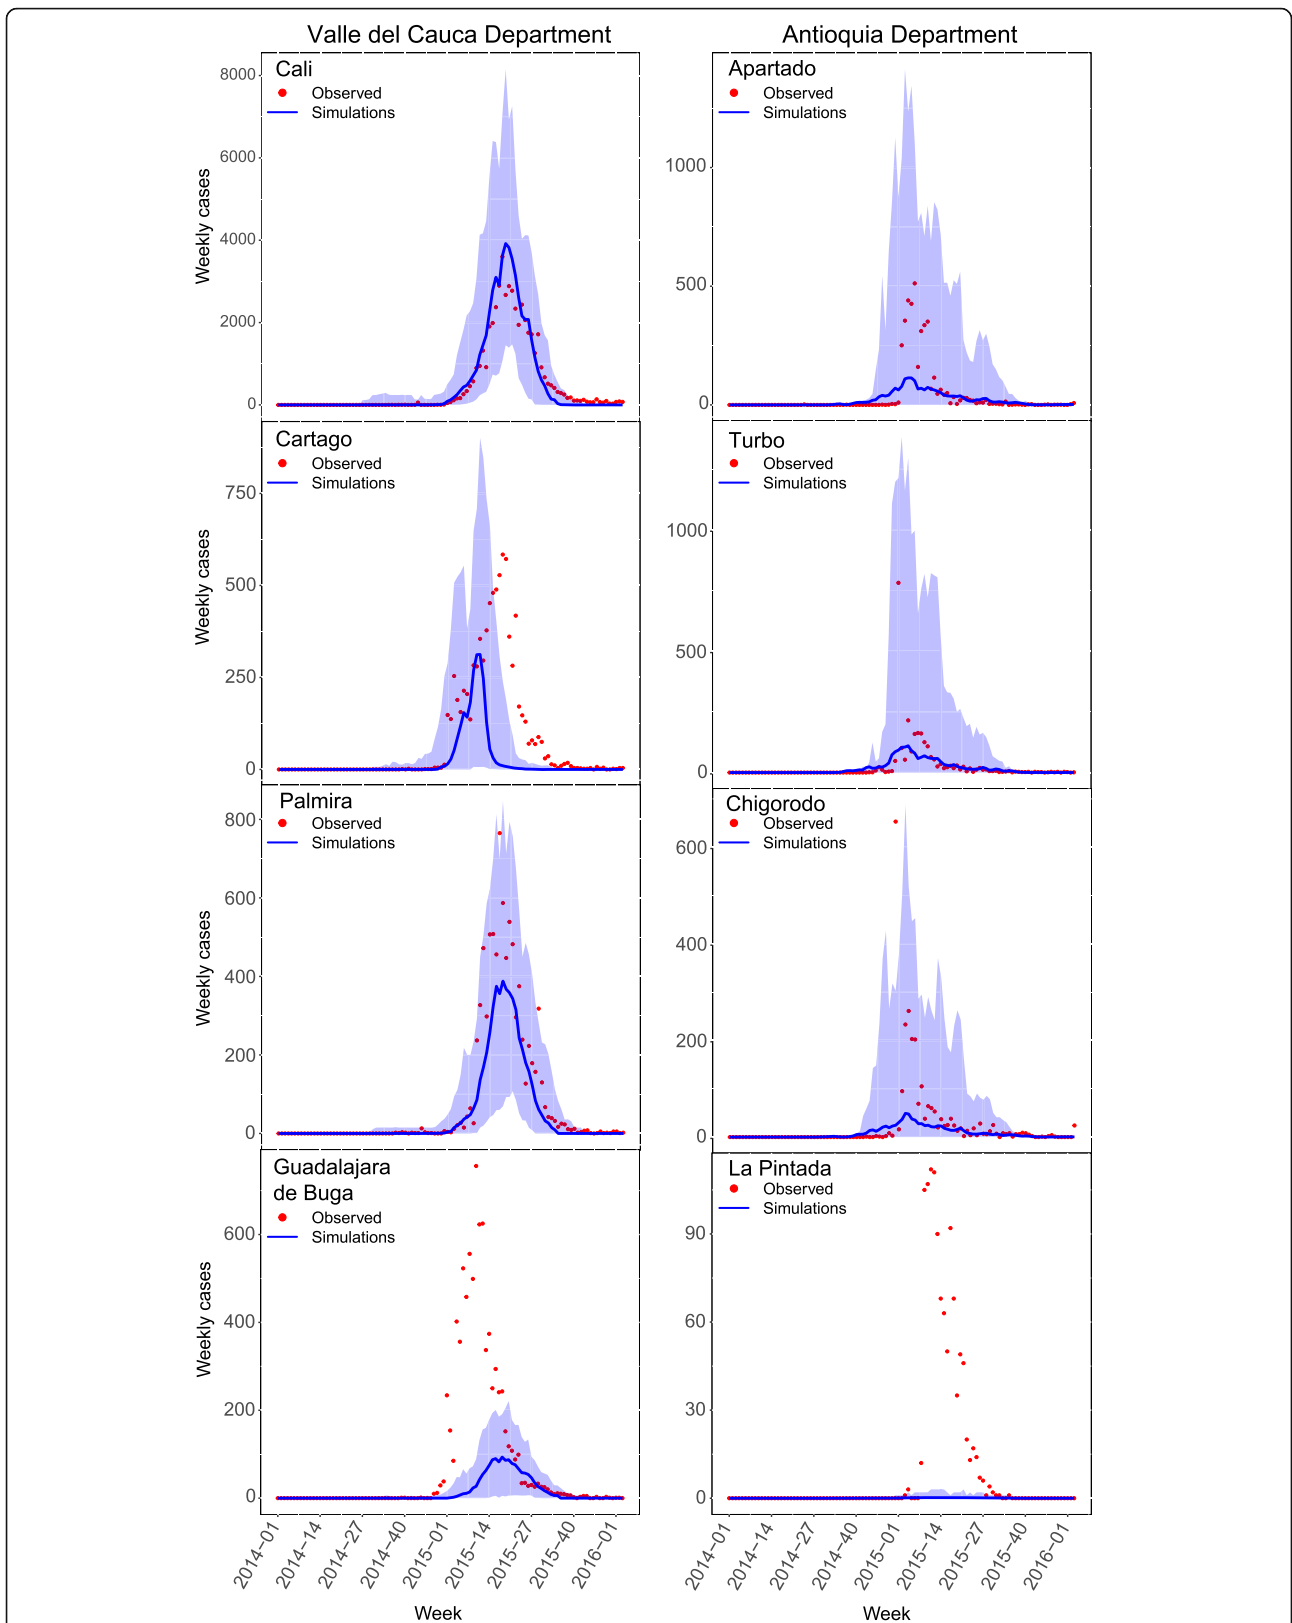 Valle del Cauca Department
Cali
Observed
Simulations
8000
6000
4000
2000
0
Weekly cases
Cartago
Observed
Simulations
750
500
250
0
Weekly cases
Palmira
Observed
Simulations
800
600
400
200
0
Weekly cases
Guadalajara
de Buga
Observed
Simulations
600
400
200
0
Weekly cases
2014−01
2014−14
2014−27
2014−40
2015−01
2015−14
2015−27
2015−40
2016−01
Week
Antioquia Department
Apartado
Observed
Simulations
1000
500
0
Turbo
Observed
Simulations
1000
500
0
Chigorodo
Observed
Simulations
600
400
200
0
La Pintada
Observed
Simulations
90
60
30
0
2014−01
2014−14
2014−27
2014−40
2015−01
2015−14
2015−27
2015−40
2016−01
Week